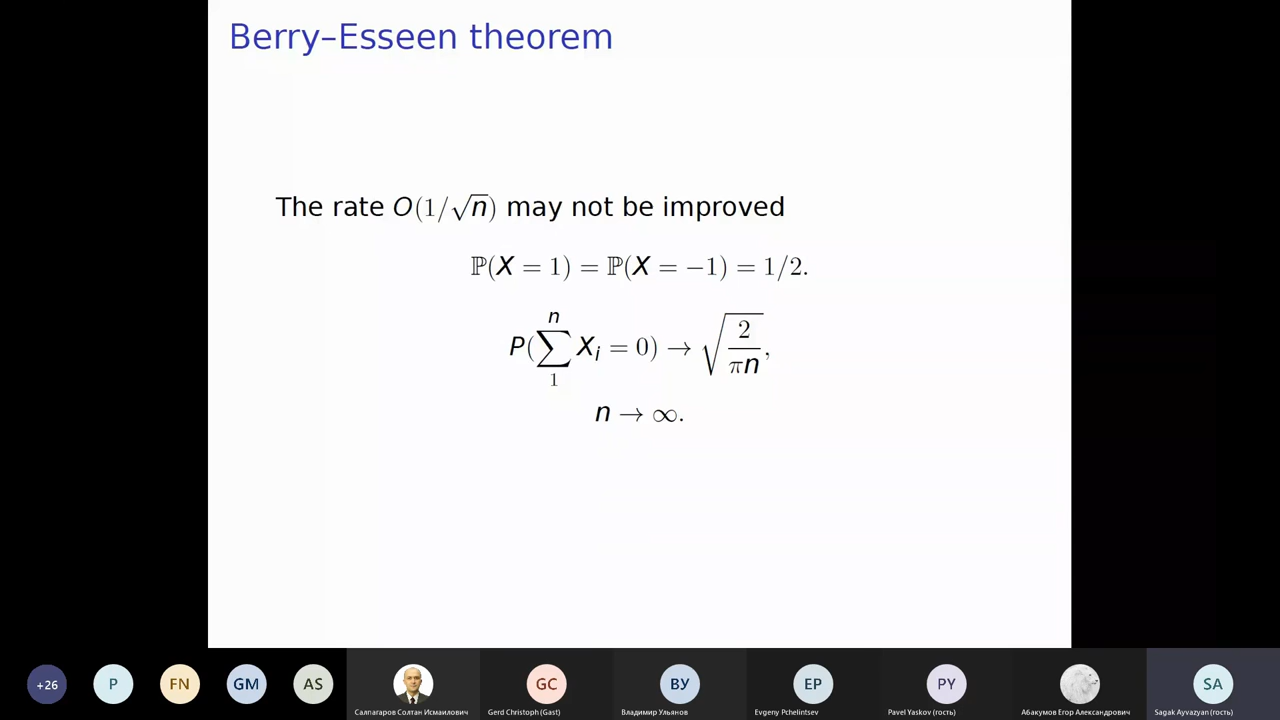 Berry–Esseen theorem
The rate O(1/√n) may not be improved
ℙ(X = 1) = ℙ(X = −1) = 1/2.
P(∑₁ⁿ Xᵢ = 0) → √(2/(πn)),
n → ∞.
+26
P
FN
GM
AS
GC
ВУ
EP
PY
SA
Салпагаров Солтан Исмаилович
Gerd Christoph (Gast)
Владимир Ульянов
Evgeny Pchelintsev
Pavel Yaskov (гость)
Абакумов Егор Александрович
Sagak Ayvazyan (гость)